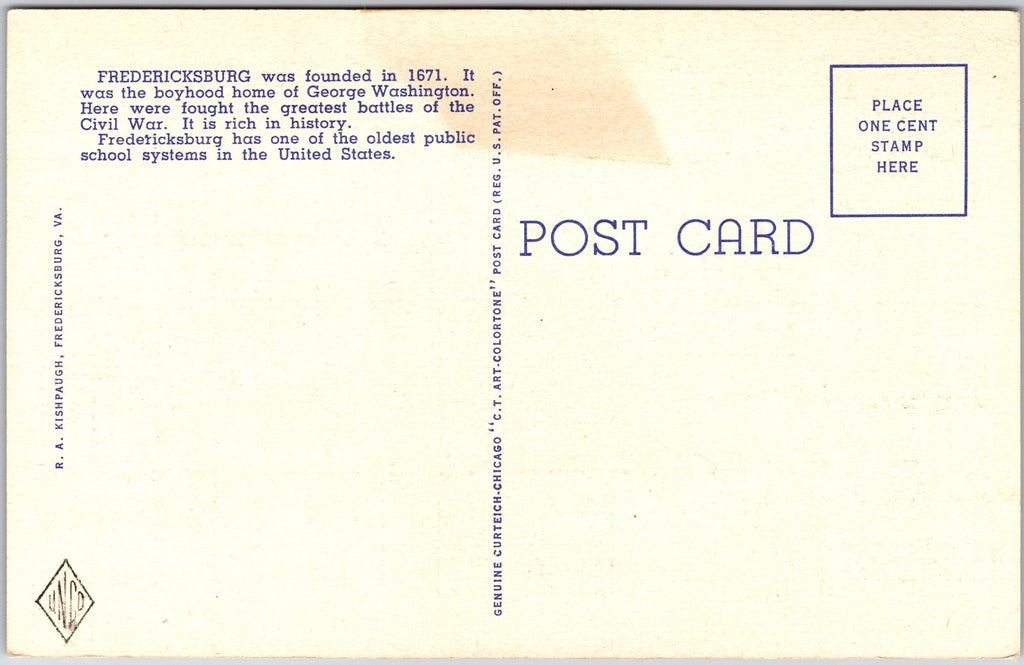 FREDERICKSBURG was founded in 1671. It
was the boyhood home of George Washington.
Here were fought the greatest battles of the
Civil War. It is rich in history.
Fredericksburg has one of the oldest public
school systems in the United States.
R. A. KISHPAUGH, FREDERICKSBURG, VA.
UNCO
GENUINE CURTEICH-CHICAGO "C.T. ART-COLORTONE" POST CARD (REG. U.S. PAT. OFF.)
POST CARD
PLACE
ONE CENT
STAMP
HERE